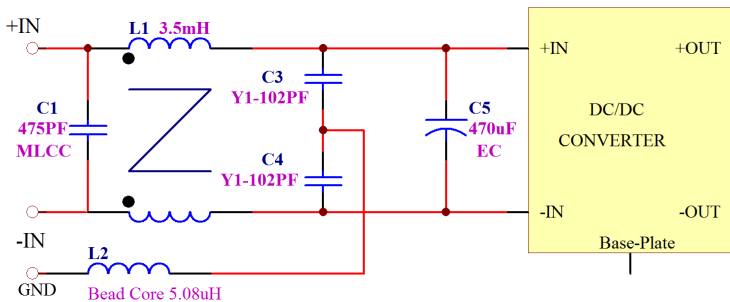 +IN
L1 3.5mH
C1
475PF
MLCC
C3
Y1-102PF
C4
Y1-102PF
C5
470uF
EC
-IN
L2
GND
Bead Core 5.08uH
+IN
+OUT
DC/DC
CONVERTER
-IN
-OUT
Base-Plate